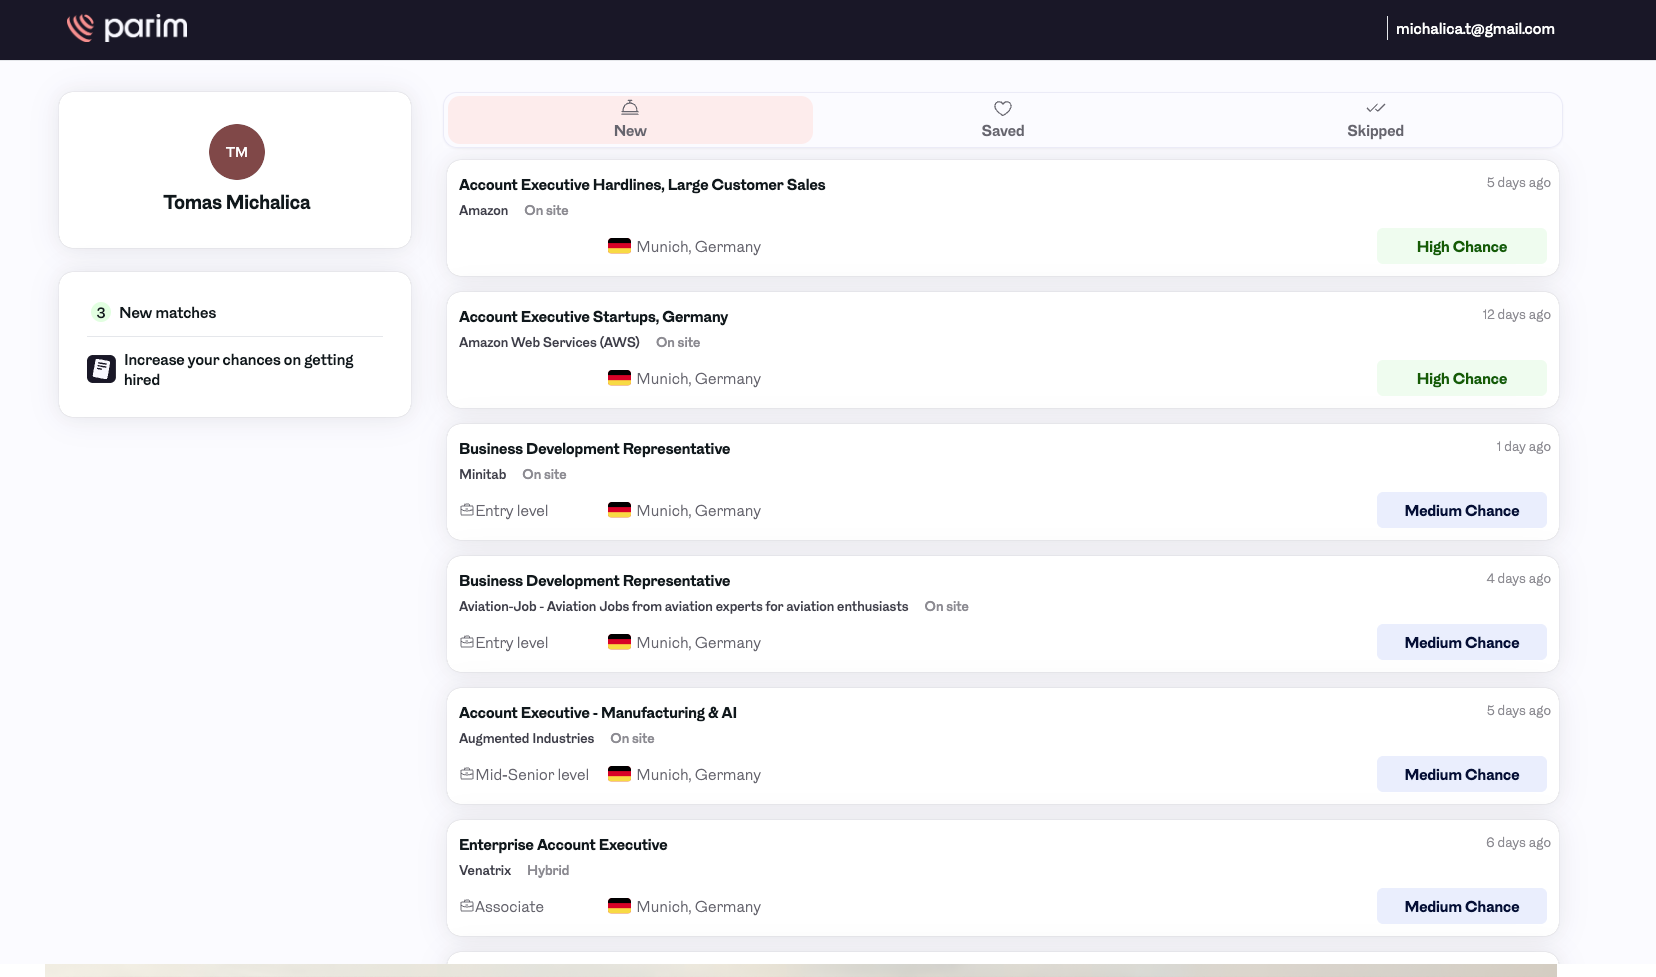 parim
michalica.t@gmail.com
TM
Tomas Michalica
3 New matches
Increase your chances on getting
hired
New
Saved
Skipped
Account Executive Hardlines, Large Customer Sales
5 days ago
Amazon On site
Munich, Germany
High Chance
Account Executive Startups, Germany
12 days ago
Amazon Web Services (AWS) On site
Munich, Germany
High Chance
Business Development Representative
1 day ago
Minitab On site
Entry level
Munich, Germany
Medium Chance
Business Development Representative
4 days ago
Aviation-Job - Aviation Jobs from aviation experts for aviation enthusiasts On site
Entry level
Munich, Germany
Medium Chance
Account Executive - Manufacturing & AI
5 days ago
Augmented Industries On site
Mid-Senior level
Munich, Germany
Medium Chance
Enterprise Account Executive
6 days ago
Venatrix Hybrid
Associate
Munich, Germany
Medium Chance